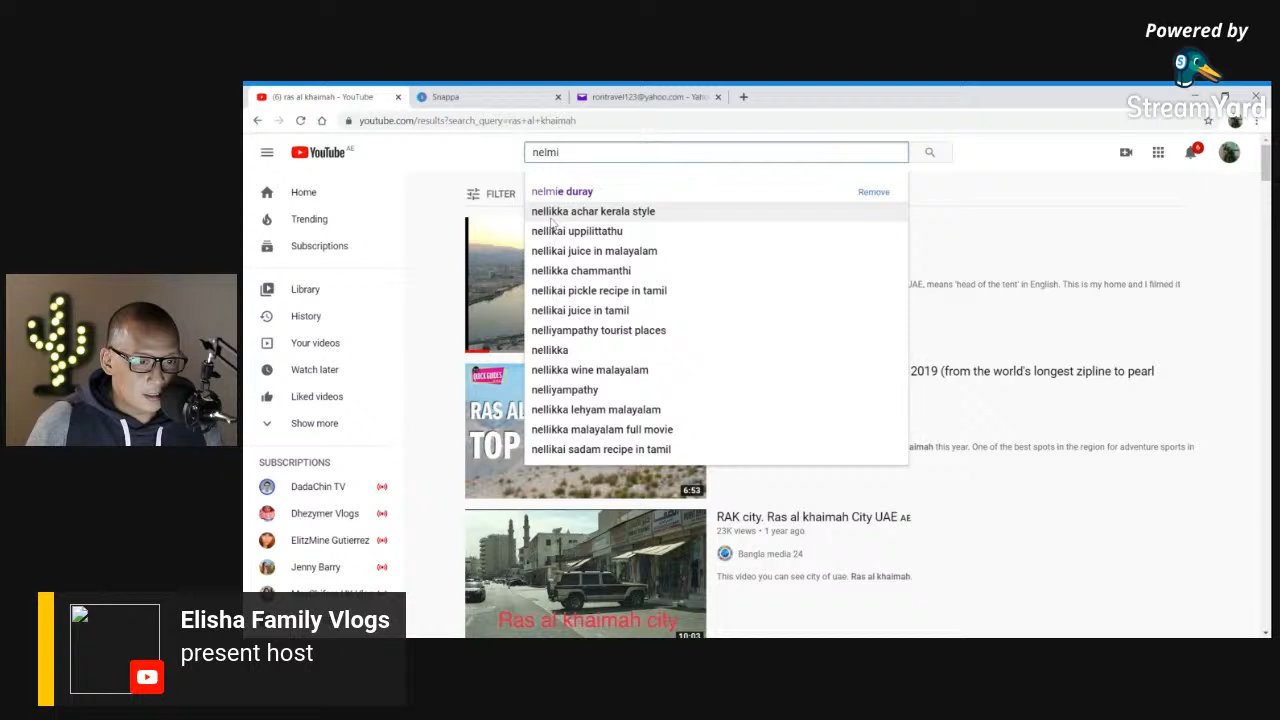 Powered by
StreamYard
(6) ras al khaimah - YouTube
Snappa
rontravel123@yahoo.com - Yah
youtube.com/results?search_query=ras+al+khaimah
YouTube AE
nelmi
6
Home
Trending
Subscriptions
Library
History
Your videos
Watch later
Liked videos
Show more
SUBSCRIPTIONS
DadaChin TV
Dhezymer Vlogs
ElitzMine Gutierrez
Jenny Barry
FILTER
nelmie duray
Remove
nellikka achar kerala style
nellikai uppilittathu
nellikai juice in malayalam
nellikka chammanthi
nellikai pickle recipe in tamil
nellikai juice in tamil
nelliyampathy tourist places
nellikka
nellikka wine malayalam
nelliyampathy
nellikka lehyam malayalam
nellikka malayalam full movie
nellikai sadam recipe in tamil
UAE, means 'head of the tent' in English. This is my home and I filmed it
2019 (from the world's longest zipline to pearl
this year. One of the best spots in the region for adventure sports in
QUICK GUIDES
RAS AL
TOP
6:53
RAK city. Ras al khaimah City UAE AE
23K views • 1 year ago
Bangla media 24
This video you can see city of uae. Ras al khaimah.
Ras al khaimah city
10:03
Elisha Family Vlogs
present host